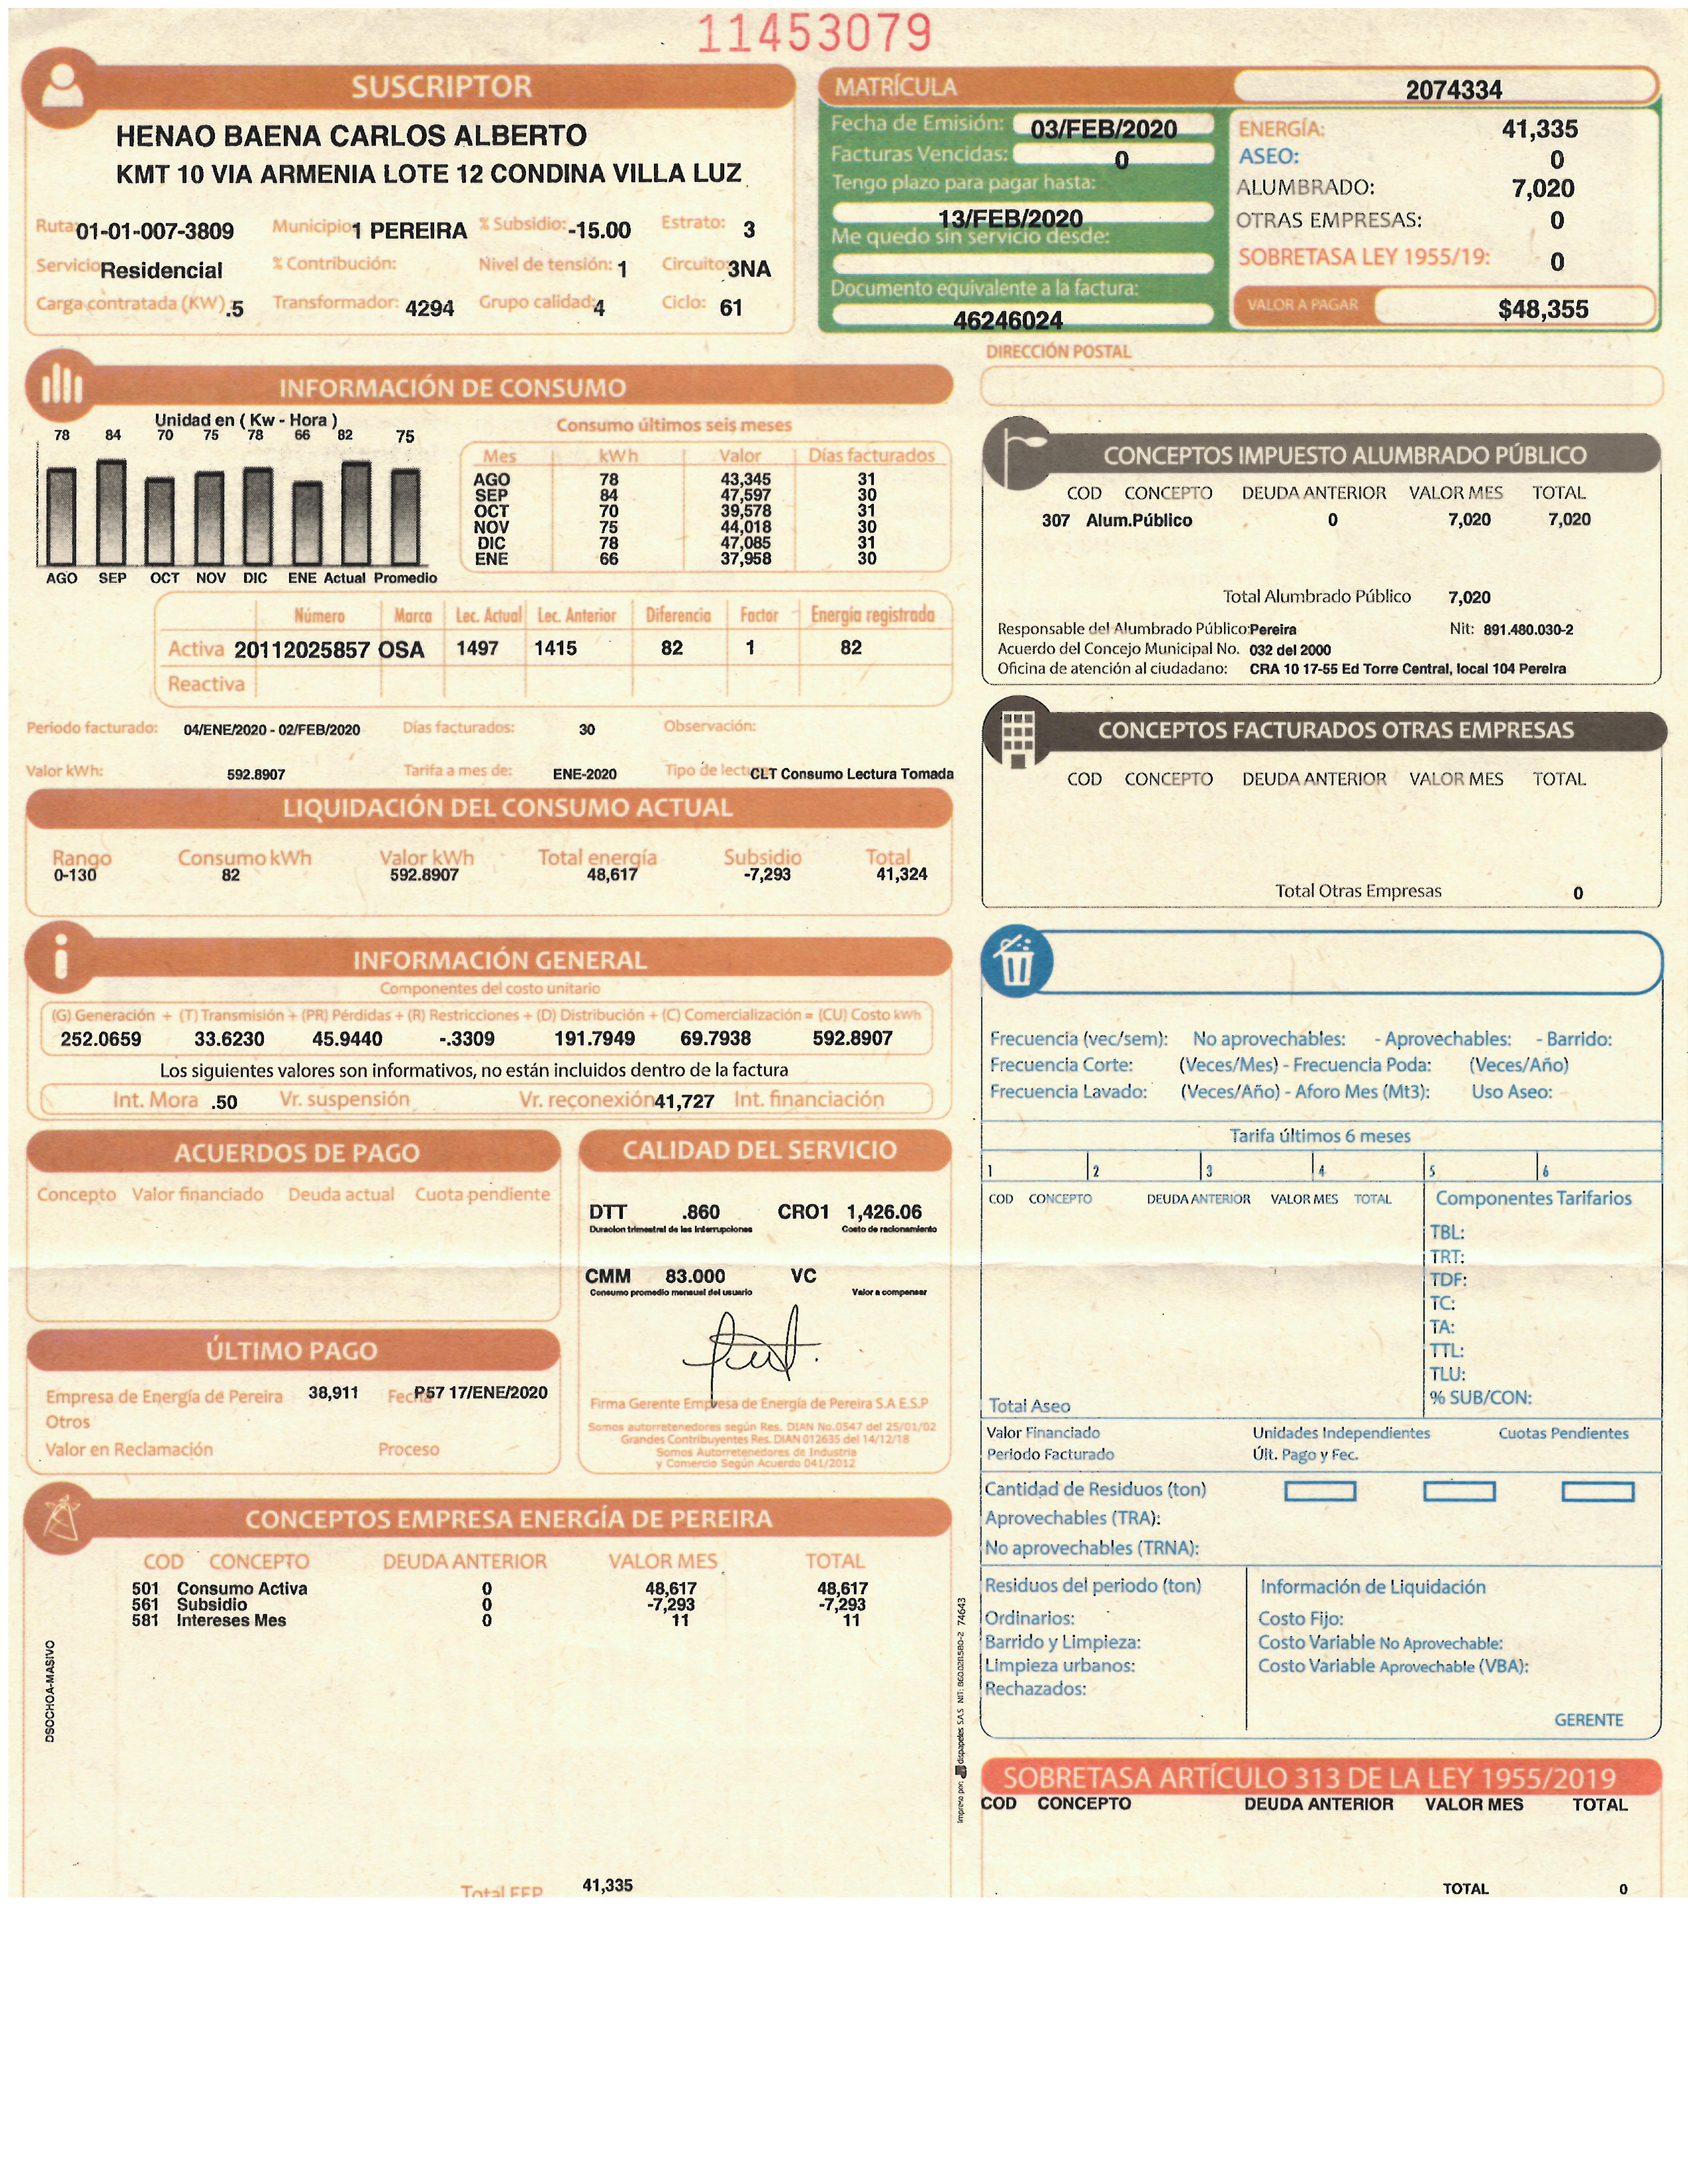 11453079
SUSCRIPTOR
HENAO BAENA CARLOS ALBERTO
KMT 10 VIA ARMENIA LOTE 12 CONDINA VILLA LUZ
Ruta: 01-01-007-3809 Municipio: 1 PEREIRA % Subsidio: -15.00 Estrato: 3
Servicio Residencial % Contribución: Nivel de tensión: 1 Circuito: 3NA
Carga contratada (KW) .5 Transformador: 4294 Grupo calidad: 4 Ciclo: 61
MATRÍCULA 2074334
Fecha de Emisión: 03/FEB/2020
Facturas Vencidas: 0
Tengo plazo para pagar hasta:
13/FEB/2020
Me quedo sin servicio desde:
Documento equivalente a la factura:
46246024
ENERGÍA: 41,335
ASEO: 0
ALUMBRADO: 7,020
OTRAS EMPRESAS: 0
SOBRETASA LEY 1955/19: 0
VALOR A PAGAR $48,355
DIRECCIÓN POSTAL
INFORMACIÓN DE CONSUMO
Unidad en ( Kw - Hora )
78 84 70 75 78 66 82 75
AGO SEP OCT NOV DIC ENE Actual Promedio
Consumo últimos seis meses
Mes kWh Valor Días facturados
AGO 78 43,345 31
SEP 84 47,597 30
OCT 70 39,578 31
NOV 75 44,018 30
DIC 78 47,085 31
ENE 66 37,958 30
Número Marca Lec. Actual Lec. Anterior Diferencia Factor Energía registrada
Activa 20112025857 OSA 1497 1415 82 1 82
Reactiva
Periodo facturado: 04/ENE/2020 - 02/FEB/2020 Días facturados: 30 Observación:
Valor kWh: 592.8907 Tarifa a mes de: ENE-2020 Tipo de lectura CLT Consumo Lectura Tomada
LIQUIDACIÓN DEL CONSUMO ACTUAL
Rango Consumo kWh Valor kWh Total energía Subsidio Total
0-130 82 592.8907 48,617 -7,293 41,324
INFORMACIÓN GENERAL
Componentes del costo unitario
(G) Generación + (T) Transmisión + (PR) Pérdidas + (R) Restricciones + (D) Distribución + (C) Comercialización = (CU) Costo kWh
252.0659 33.6230 45.9440 -.3309 191.7949 69.7938 592.8907
Los siguientes valores son informativos, no están incluidos dentro de la factura
Int. Mora .50 Vr. suspensión Vr. reconexión 41,727 Int. financiación
ACUERDOS DE PAGO
Concepto Valor financiado Deuda actual Cuota pendiente
CALIDAD DEL SERVICIO
DTT .860 CRO1 1,426.06
Duracion trimestral de las Interrupciones Costo de racionamiento
CMM 83.000 VC
Consumo promedio mensual del usuario Valor a compensar
Firma Gerente Empresa de Energía de Pereira S.A E.S.P
Somos autorretenedores según Res. DIAN No.0547 del 25/01/02
Grandes Contribuyentes Res. DIAN 012635 del 14/12/18
Somos Autorretenedores de Industria
y Comercio Según Acuerdo 041/2012
ÚLTIMO PAGO
Empresa de Energía de Pereira 38,911 Fecha P57 17/ENE/2020
Otros
Valor en Reclamación Proceso
CONCEPTOS EMPRESA ENERGÍA DE PEREIRA
COD CONCEPTO DEUDA ANTERIOR VALOR MES TOTAL
501 Consumo Activa 0 48,617 48,617
561 Subsidio 0 -7,293 -7,293
581 Intereses Mes 0 11 11
DSOCHOA-MASIVO
Total EEP 41,335
Impreso por: dispapeles S.A.S NIT: 860.028.580-2 74643
CONCEPTOS IMPUESTO ALUMBRADO PÚBLICO
COD CONCEPTO DEUDA ANTERIOR VALOR MES TOTAL
307 Alum.Público 0 7,020 7,020
Total Alumbrado Público 7,020
Responsable del Alumbrado Público: Pereira Nit: 891.480.030-2
Acuerdo del Concejo Municipal No. 032 del 2000
Oficina de atención al ciudadano: CRA 10 17-55 Ed Torre Central, local 104 Pereira
CONCEPTOS FACTURADOS OTRAS EMPRESAS
COD CONCEPTO DEUDA ANTERIOR VALOR MES TOTAL
Total Otras Empresas 0
Frecuencia (vec/sem): No aprovechables: - Aprovechables: - Barrido:
Frecuencia Corte: (Veces/Mes) - Frecuencia Poda: (Veces/Año)
Frecuencia Lavado: (Veces/Año) - Aforo Mes (Mt3): Uso Aseo:
Tarifa últimos 6 meses
1 2 3 4 5 6
COD CONCEPTO DEUDA ANTERIOR VALOR MES TOTAL Componentes Tarifarios
TBL:
TRT:
TDF:
TC:
TA:
TTL:
TLU:
% SUB/CON:
Total Aseo
Valor Financiado Unidades Independientes Cuotas Pendientes
Periodo Facturado Últ. Pago y Fec.
Cantidad de Residuos (ton)
Aprovechables (TRA):
No aprovechables (TRNA):
Residuos del periodo (ton) Información de Liquidación
Ordinarios: Costo Fijo:
Barrido y Limpieza: Costo Variable No Aprovechable:
Limpieza urbanos: Costo Variable Aprovechable (VBA):
Rechazados:
GERENTE
SOBRETASA ARTÍCULO 313 DE LA LEY 1955/2019
COD CONCEPTO DEUDA ANTERIOR VALOR MES TOTAL
TOTAL 0